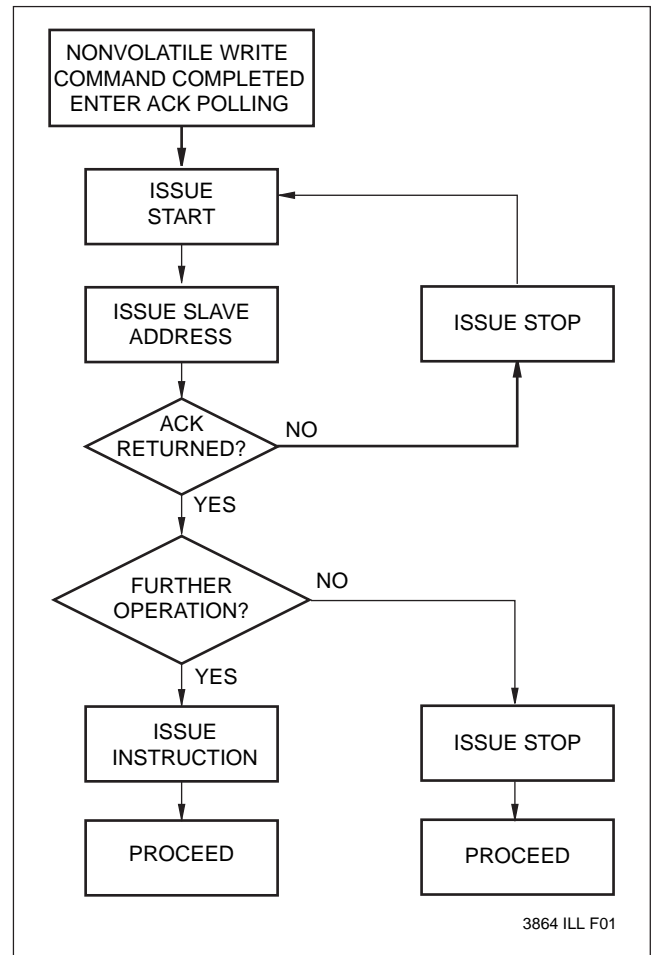 NONVOLATILE WRITE
COMMAND COMPLETED
ENTER ACK POLLING
ISSUE
START
ISSUE SLAVE
ADDRESS
ISSUE STOP
ACK
RETURNED?
NO
YES
FURTHER
OPERATION?
NO
YES
ISSUE
INSTRUCTION
ISSUE STOP
PROCEED
PROCEED
3864 ILL F01